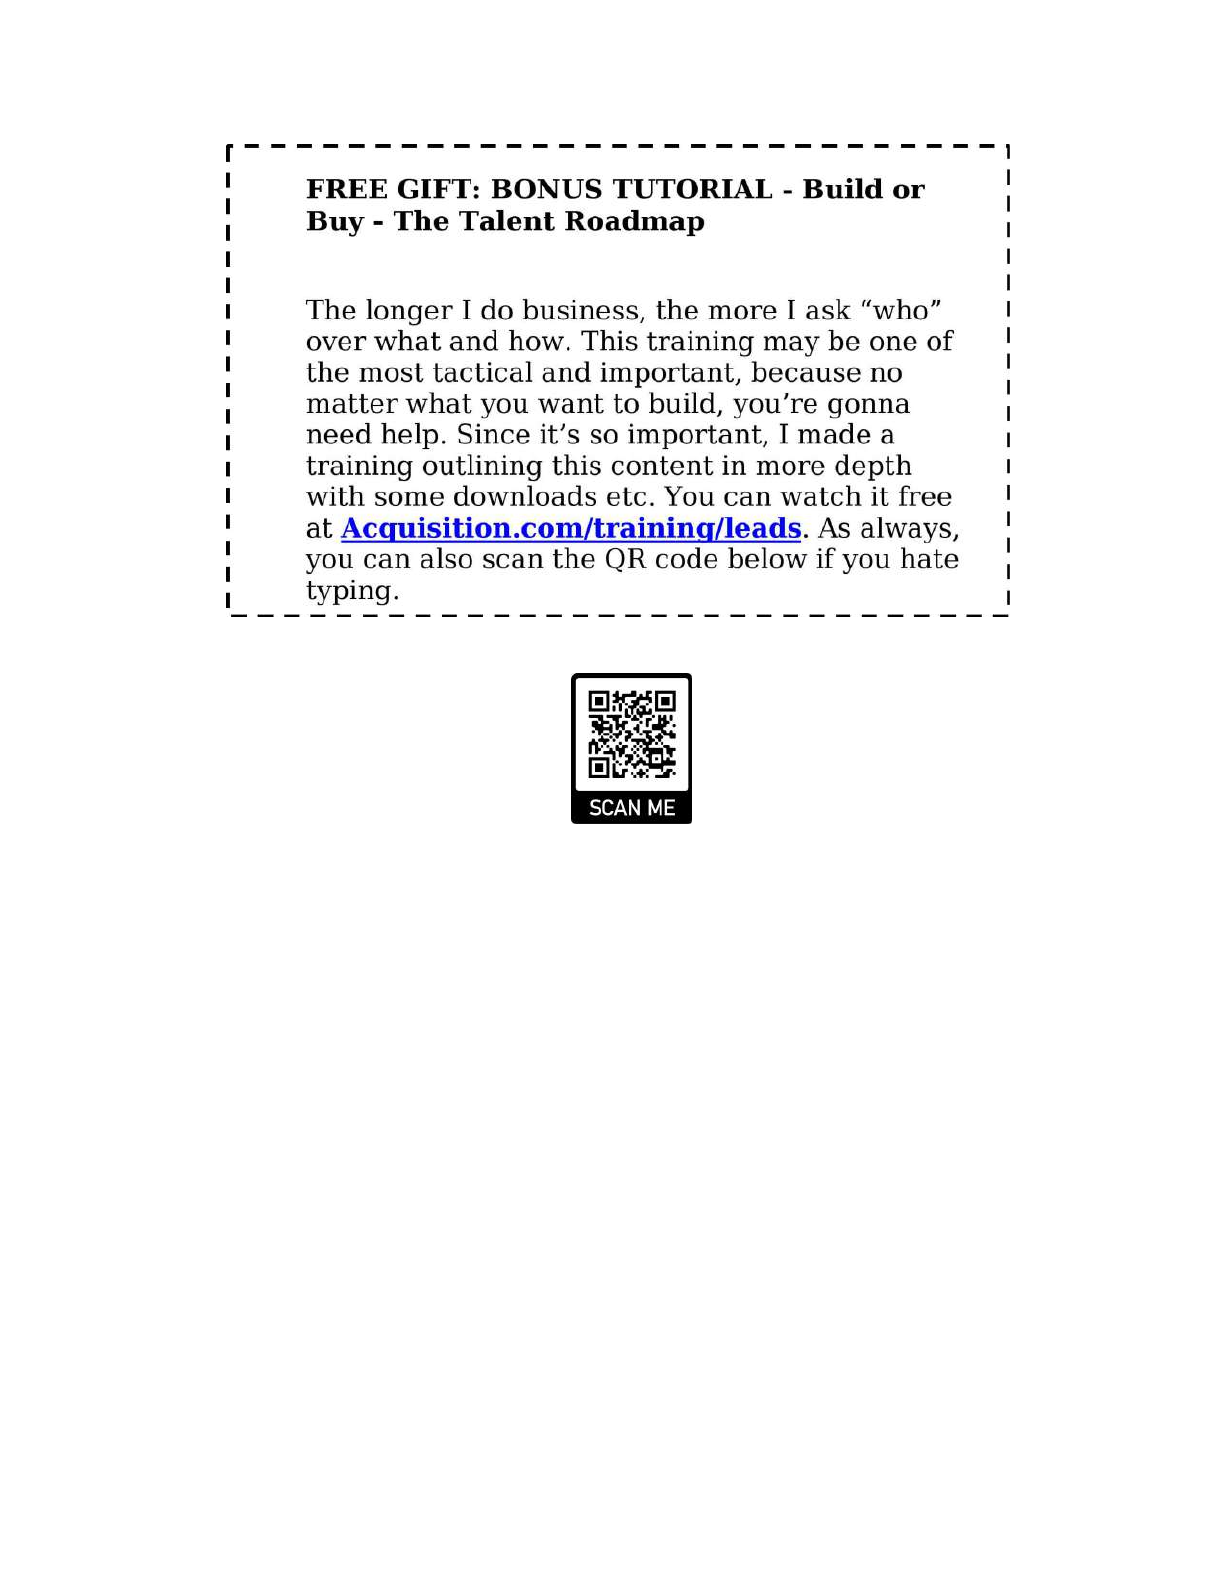 FREE GIFT: BONUS TUTORIAL - Build or
Buy - The Talent Roadmap
The longer I do business, the more I ask “who”
over what and how. This training may be one of
the most tactical and important, because no
matter what you want to build, you’re gonna
need help. Since it’s so important, I made a
training outlining this content in more depth
with some downloads etc. You can watch it free
at Acquisition.com/training/leads. As always,
you can also scan the QR code below if you hate
typing.
SCAN ME